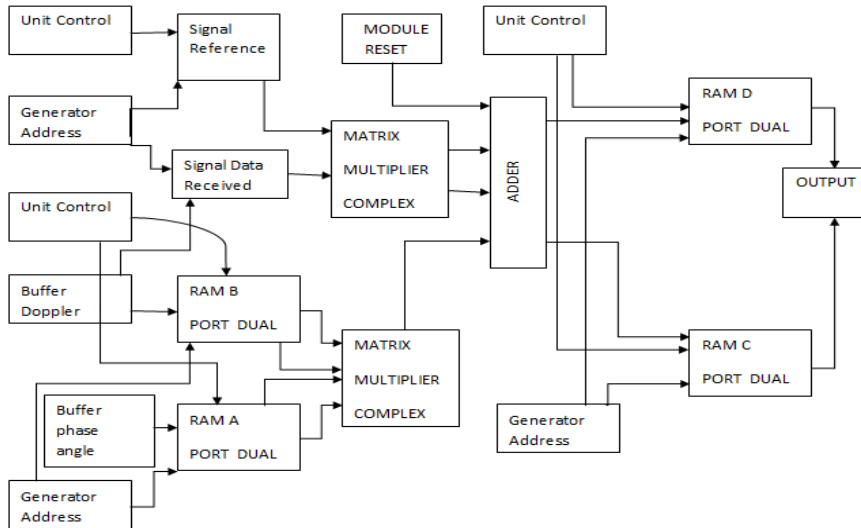 Unit Control
Signal
Reference
MODULE
RESET
Unit Control
Generator
Address
Signal Data
Received
MATRIX
MULTIPLIER
COMPLEX
ADDER
RAM D
PORT DUAL
OUTPUT
Unit Control
Buffer
Doppler
RAM B
PORT DUAL
MATRIX
MULTIPLIER
COMPLEX
RAM C
PORT DUAL
Buffer
phase
angle
RAM A
PORT DUAL
Generator
Address
Generator
Address